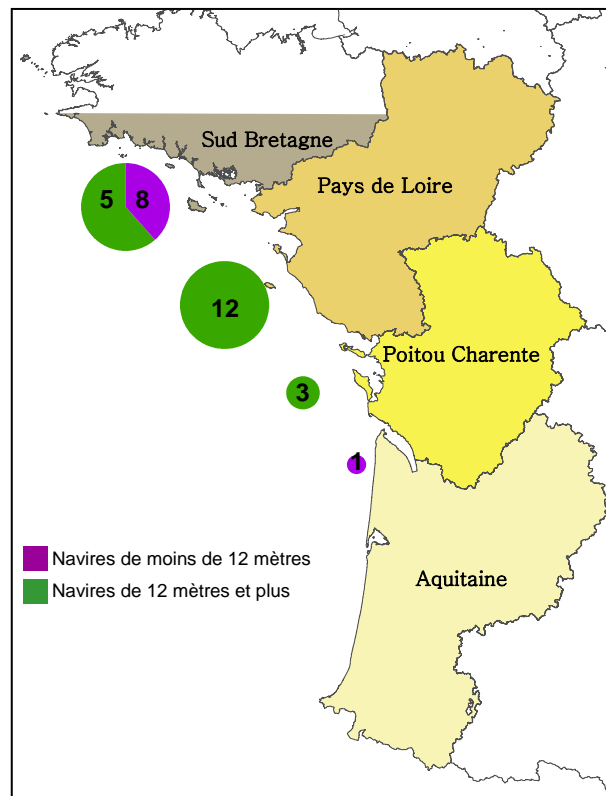 Sud Bretagne
Pays de Loire
5 8
12
Poitou Charente
3
1
Navires de moins de 12 mètres
Navires de 12 mètres et plus
Aquitaine